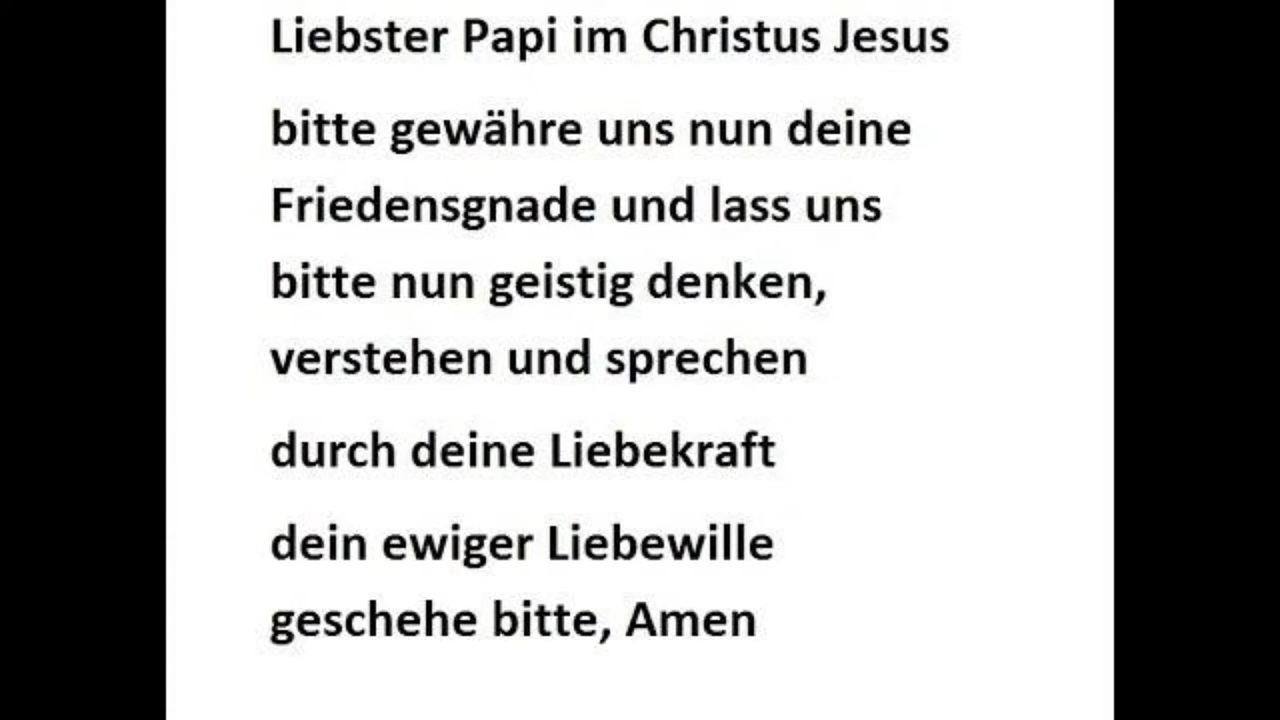 Liebster Papi im Christus Jesus
bitte gewähre uns nun deine
Friedensgnade und lass uns
bitte nun geistig denken,
verstehen und sprechen
durch deine Liebekraft
dein ewiger Liebewille
geschehe bitte, Amen